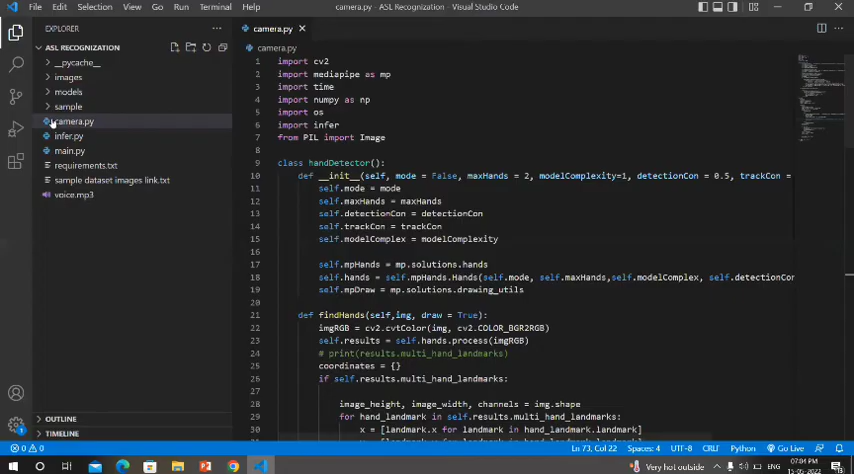 File Edit Selection View Go Run Terminal Help camera.py - ASL Recognization - Visual Studio Code
EXPLORER
ASL RECOGNIZATION
__pycache__
images
models
sample
camera.py
infer.py
main.py
requirements.txt
sample dataset images link.txt
voice.mp3
OUTLINE
TIMELINE
camera.py
camera.py
1 import cv2
2 import mediapipe as mp
3 import time
4 import numpy as np
5 import os
6 import infer
7 from PIL import Image
8
9 class handDetector():
10 def __init__(self, mode = False, maxHands = 2, modelComplexity=1, detectionCon = 0.5, trackCon =
11 self.mode = mode
12 self.maxHands = maxHands
13 self.detectionCon = detectionCon
14 self.trackCon = trackCon
15 self.modelComplex = modelComplexity
16
17 self.mpHands = mp.solutions.hands
18 self.hands = self.mpHands.Hands(self.mode, self.maxHands,self.modelComplex, self.detectionCon
19 self.mpDraw = mp.solutions.drawing_utils
20
21 def findHands(self,img, draw = True):
22 imgRGB = cv2.cvtColor(img, cv2.COLOR_BGR2RGB)
23 self.results = self.hands.process(imgRGB)
24 # print(results.multi_hand_landmarks)
25 coordinates = {}
26 if self.results.multi_hand_landmarks:
27
28 image_height, image_width, channels = img.shape
29 for hand_landmark in self.results.multi_hand_landmarks:
30 x = [landmark.x for landmark in hand_landmark.landmark]
0 0 Ln 73, Col 22 Spaces: 4 UTF-8 CRLF Python Go Live
Very hot outside ENG 07:04 PM
15-05-2022